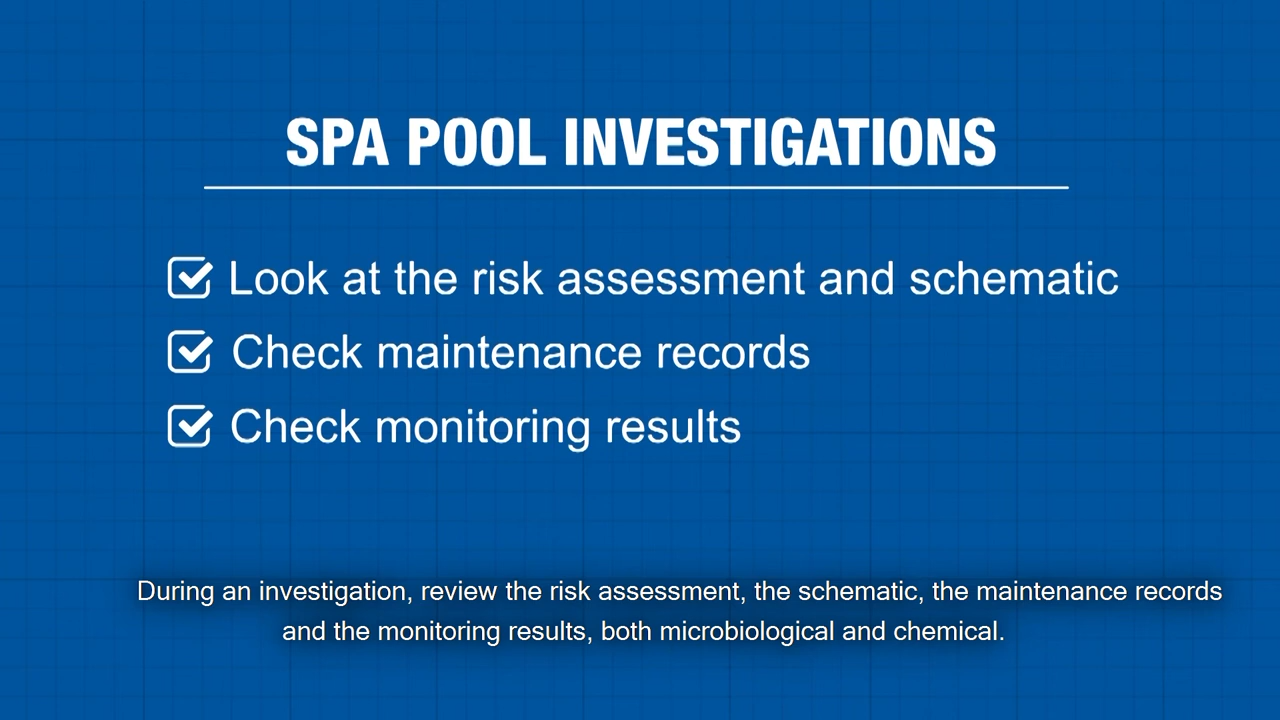 SPA POOL INVESTIGATIONS
Look at the risk assessment and schematic
Check maintenance records
Check monitoring results
During an investigation, review the risk assessment, the schematic, the maintenance records
and the monitoring results, both microbiological and chemical.